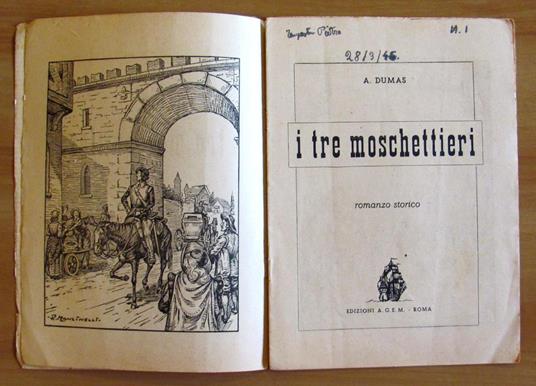 N. 1
28/3/46.
A. DUMAS
i tre moschettieri
romanzo storico
EDIZIONI A.G.E.M. - ROMA